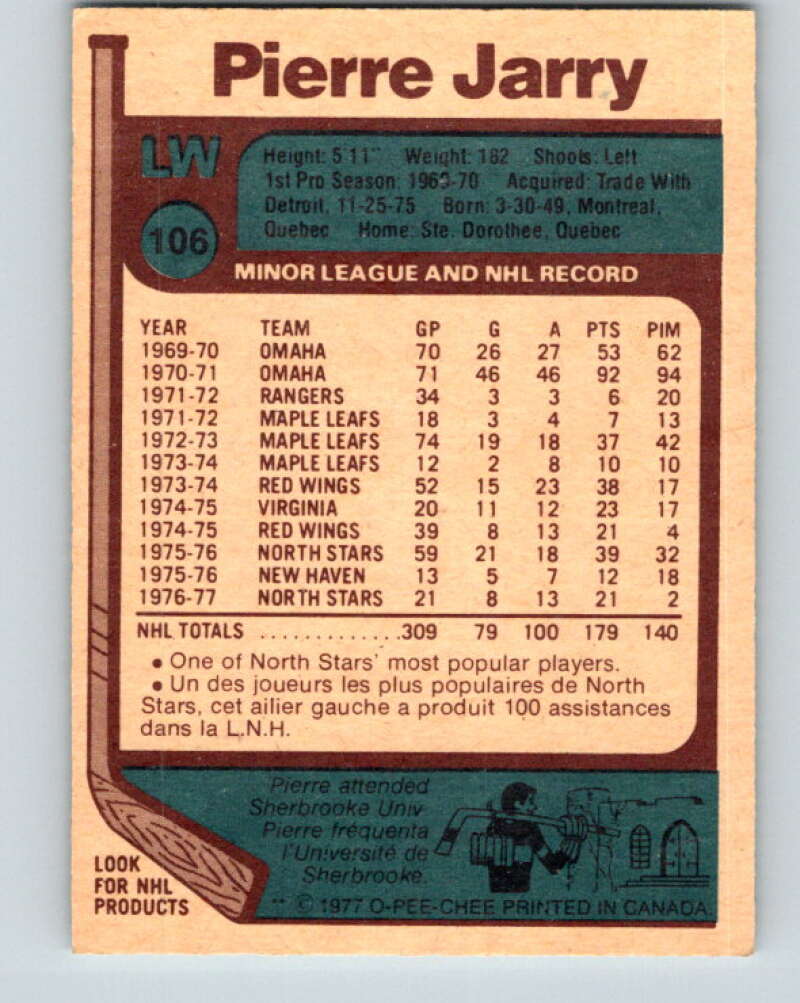 Pierre Jarry
LW
106
Height: 5 11" Weight: 182 Shoots: Left
1st Pro Season: 1969-70 Acquired: Trade With
Detroit, 11-25-75 Born: 3-30-49, Montreal,
Quebec Home: Ste. Dorothee, Quebec
MINOR LEAGUE AND NHL RECORD
YEAR TEAM GP G A PTS PIM
1969-70 OMAHA 70 26 27 53 62
1970-71 OMAHA 71 46 46 92 94
1971-72 RANGERS 34 3 3 6 20
1971-72 MAPLE LEAFS 18 3 4 7 13
1972-73 MAPLE LEAFS 74 19 18 37 42
1973-74 MAPLE LEAFS 12 2 8 10 10
1973-74 RED WINGS 52 15 23 38 17
1974-75 VIRGINIA 20 11 12 23 17
1974-75 RED WINGS 39 8 13 21 4
1975-76 NORTH STARS 59 21 18 39 32
1975-76 NEW HAVEN 13 5 7 12 18
1976-77 NORTH STARS 21 8 13 21 2
NHL TOTALS .............309 79 100 179 140
• One of North Stars' most popular players.
• Un des joueurs les plus populaires de North
Stars, cet ailier gauche a produit 100 assistances
dans la L.N.H.
Pierre attended
Sherbrooke Univ
Pierre fréquenta
l'Université de
Sherbrooke.
LOOK
FOR NHL
PRODUCTS
** © 1977 O-PEE-CHEE PRINTED IN CANADA